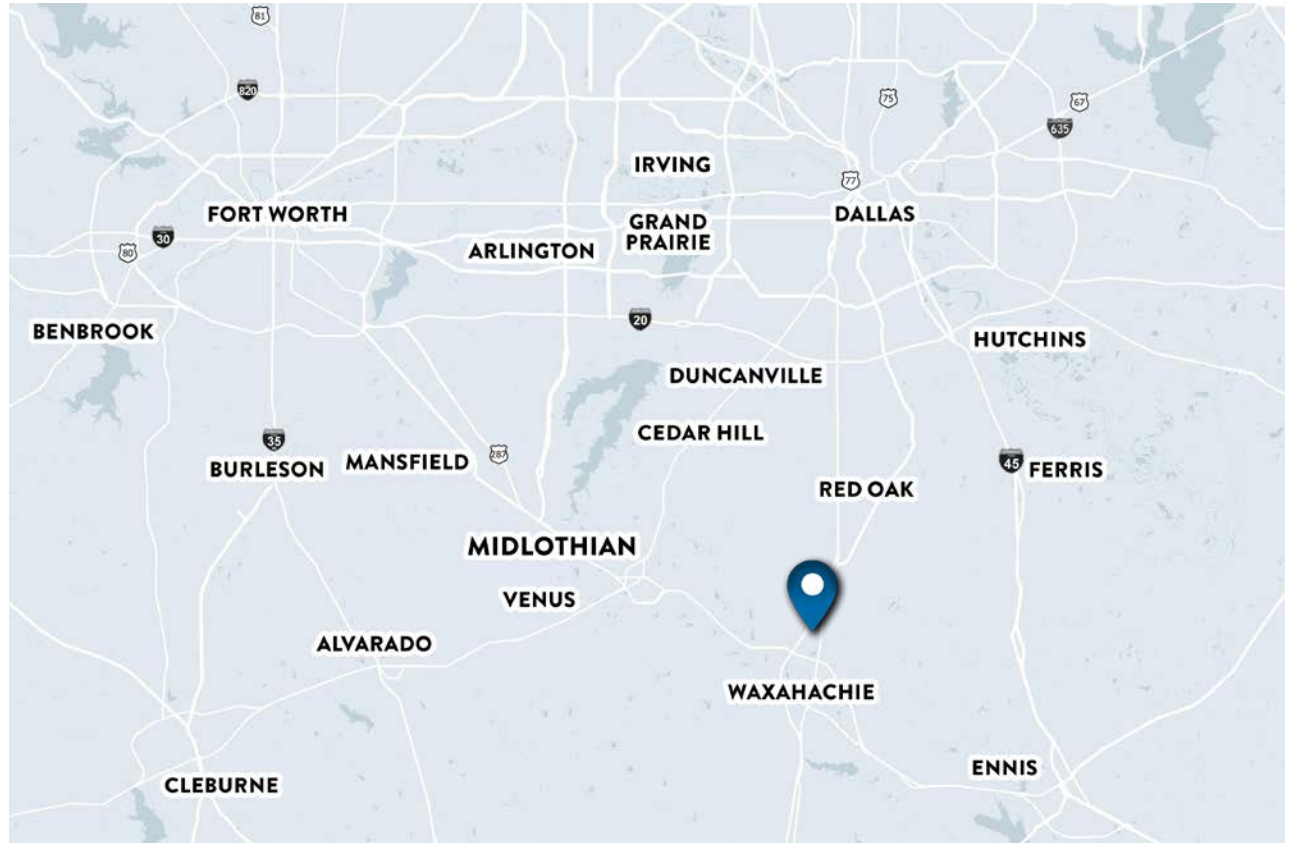 81
820
75
67
635
IRVING
77
FORT WORTH
GRAND
PRAIRIE
DALLAS
30
80
ARLINGTON
20
BENBROOK
HUTCHINS
DUNCANVILLE
CEDAR HILL
35
BURLESON
MANSFIELD
287
45
FERRIS
RED OAK
MIDLOTHIAN
VENUS
ALVARADO
WAXAHACHIE
ENNIS
CLEBURNE